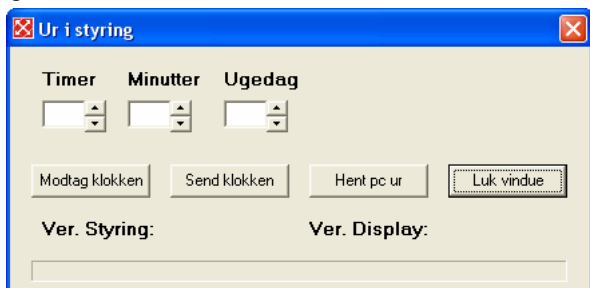 Ur i styring
Timer Minutter Ugedag
Modtag klokken Send klokken Hent pc ur Luk vindue
Ver. Styring: Ver. Display: